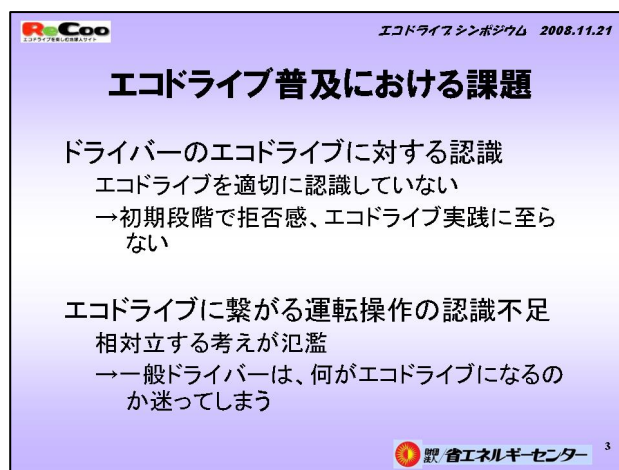 ReCoo
エコドライブ シンポジウム 2008.11.21
エコドライブ普及における課題
ドライバーのエコドライブに対する認識
エコドライブを適切に認識していない
→初期段階で拒否感、エコドライブ実践に至ら
ない
エコドライブに繋がる運転操作の認識不足
相対立する考えが氾濫
→一般ドライバーは、何がエコドライブになるの
か迷ってしまう
財団法人 省エネルギーセンター
3